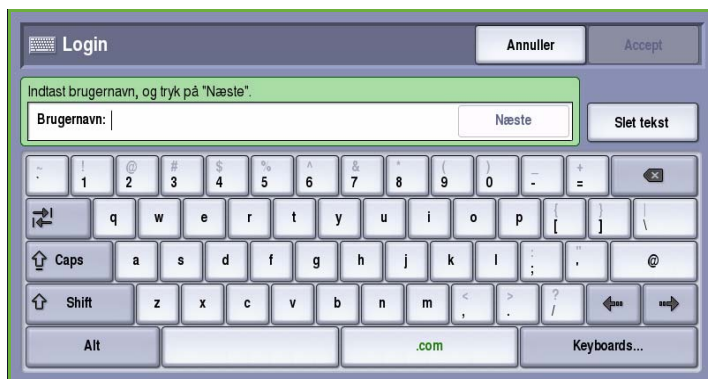 Login Annuller Accept
Indtast brugernavn, og tryk på "Næste".
Brugernavn: Næste Slet tekst
~ ! @ # $ % ^ & * ( ) _ +
` 1 2 3 4 5 6 7 8 9 0 - =
q w e r t y u i o p { [ } ] | \
Caps a s d f g h j k l : ; " ' @
Shift z x c v b n m < , > . ? /
Alt .com Keyboards...